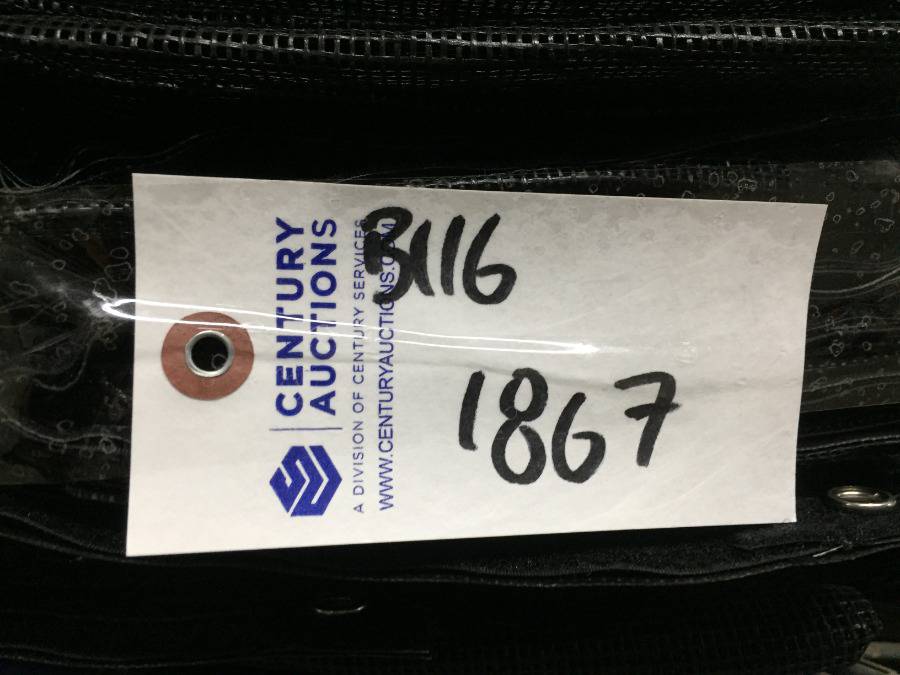 CENTURY
AUCTIONS
A DIVISION OF CENTURY SERVICES
WWW.CENTURYAUCTIONS.COM
3116
1867